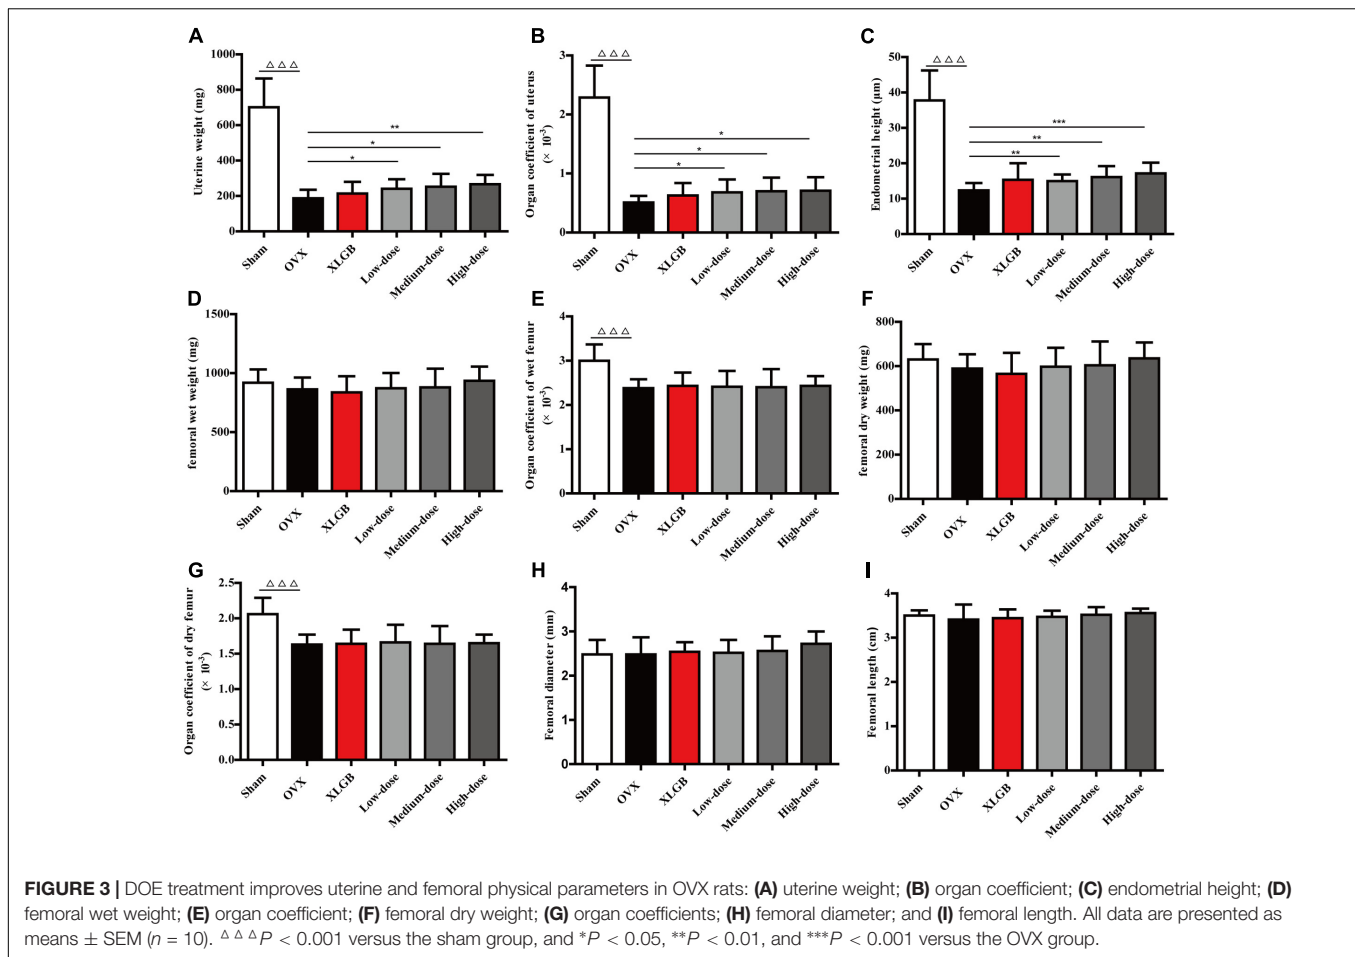 A
Uterine weight (mg)
1000
800
600
400
200
0
△△△
**
*
*
Sham
OVX
XLGB
Low-dose
Medium-dose
High-dose
B
Organ coefficient of uterus
(× 10⁻³)
3
2
1
0
△△△
*
*
*
Sham
OVX
XLGB
Low-dose
Medium-dose
High-dose
C
Endometrial height (μm)
50
40
30
20
10
0
△△△
***
**
**
Sham
OVX
XLGB
Low-dose
Medium-dose
High-dose
D
femoral wet weight (mg)
1500
1000
500
0
Sham
OVX
XLGB
Low-dose
Medium-dose
High-dose
E
Organ coefficient of wet femur
(× 10⁻³)
4
3
2
1
0
△△△
Sham
OVX
XLGB
Low-dose
Medium-dose
High-dose
F
femoral dry weight (mg)
800
600
400
200
0
Sham
OVX
XLGB
Low-dose
Medium-dose
High-dose
G
Organ coefficient of dry femur
(× 10⁻³)
2.5
2.0
1.5
1.0
0.5
0.0
△△△
Sham
OVX
XLGB
Low-dose
Medium-dose
High-dose
H
Femoral diameter (mm)
4
3
2
1
0
Sham
OVX
XLGB
Low-dose
Medium-dose
High-dose
I
Femoral length (cm)
4
3
2
1
0
Sham
OVX
XLGB
Low-dose
Medium-dose
High-dose
FIGURE 3 | DOE treatment improves uterine and femoral physical parameters in OVX rats: (A) uterine weight; (B) organ coefficient; (C) endometrial height; (D)
femoral wet weight; (E) organ coefficient; (F) femoral dry weight; (G) organ coefficients; (H) femoral diameter; and (I) femoral length. All data are presented as
means ± SEM (n = 10). △△△P < 0.001 versus the sham group, and *P < 0.05, **P < 0.01, and ***P < 0.001 versus the OVX group.